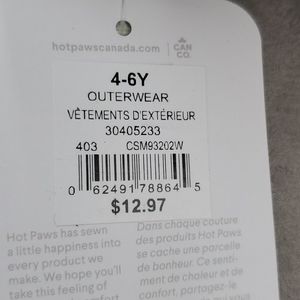 hotpawscanada.com
CAN
CO.
4-6Y
OUTERWEAR
VÊTEMENTS D'EXTÉRIEUR
30405233
403 CSM93202W
0 62491 78864 5
$12.97
Hot Paws has sewn
a little happiness into
every product we
make. We hope you'll
take this feeling of
Dans chaque couture
des produits Hot Paws
se cache une parcelle
de bonheur. Ce senti-
ment de chaleur et de
confort, partagez-le